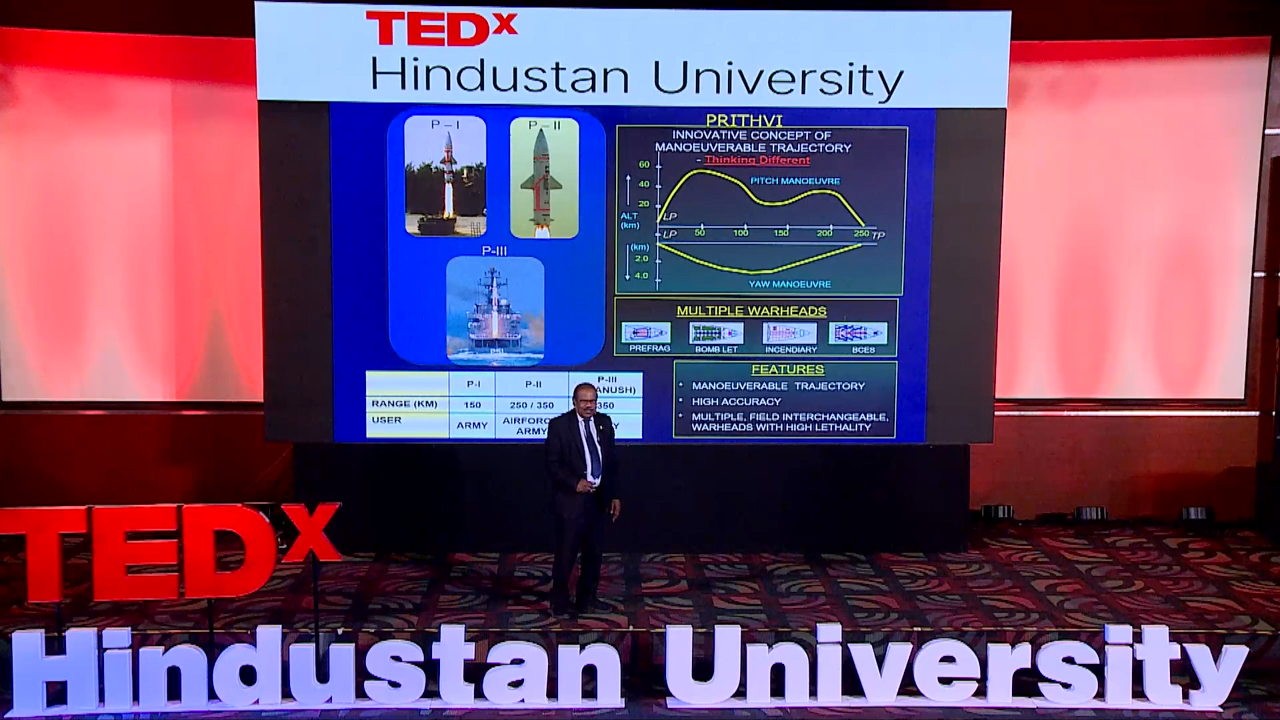 TEDx
Hindustan University
P-I
P-II
P-III
PRITHVI
INNOVATIVE CONCEPT OF
MANOEUVERABLE TRAJECTORY
- Thinking Different
60
40
20
ALT
(km)
PITCH MANOEUVRE
LP
LP 50 100 150 200 250 TP
(km)
2.0
4.0
YAW MANOEUVRE
MULTIPLE WARHEADS
PREFRAG BOMB LET INCENDIARY BCES
FEATURES
• MANOEUVERABLE TRAJECTORY
• HIGH ACCURACY
• MULTIPLE, FIELD INTERCHANGEABLE,
WARHEADS WITH HIGH LETHALITY
P-I P-II P-III
RANGE (KM) 150 250 / 350 350
USER ARMY
ARMY
TEDx
Hindustan University